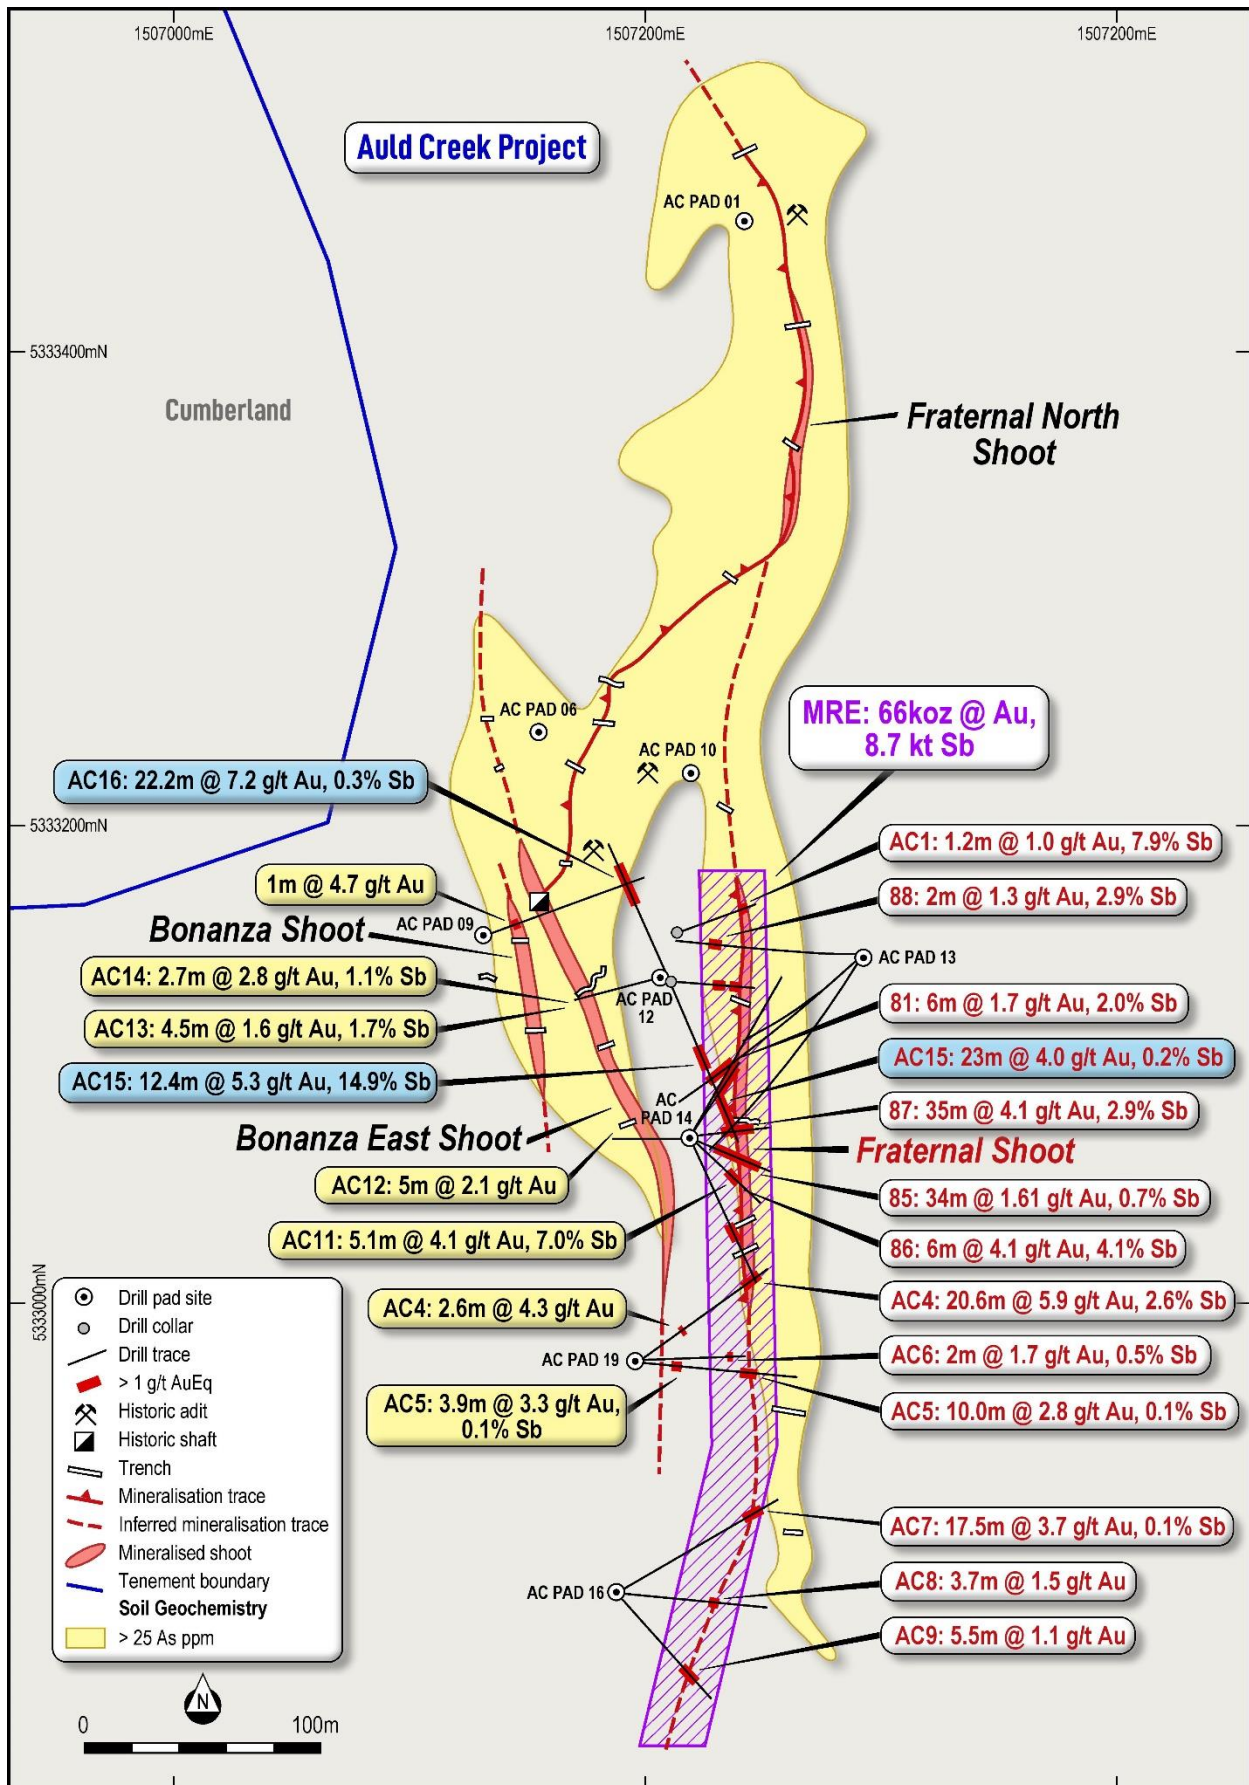 1507000mE
1507200mE
1507200mE
Auld Creek Project
AC PAD 01
5333400mN
Cumberland
Fraternal North
Shoot
AC PAD 06
AC PAD 10
MRE: 66koz @ Au,
8.7 kt Sb
AC16: 22.2m @ 7.2 g/t Au, 0.3% Sb
5333200mN
AC1: 1.2m @ 1.0 g/t Au, 7.9% Sb
1m @ 4.7 g/t Au
88: 2m @ 1.3 g/t Au, 2.9% Sb
Bonanza Shoot
AC PAD 09
AC PAD 13
AC14: 2.7m @ 2.8 g/t Au, 1.1% Sb
AC PAD
12
81: 6m @ 1.7 g/t Au, 2.0% Sb
AC13: 4.5m @ 1.6 g/t Au, 1.7% Sb
AC15: 23m @ 4.0 g/t Au, 0.2% Sb
AC15: 12.4m @ 5.3 g/t Au, 14.9% Sb
AC
PAD 14
87: 35m @ 4.1 g/t Au, 2.9% Sb
Bonanza East Shoot
Fraternal Shoot
AC12: 5m @ 2.1 g/t Au
85: 34m @ 1.61 g/t Au, 0.7% Sb
AC11: 5.1m @ 4.1 g/t Au, 7.0% Sb
86: 6m @ 4.1 g/t Au, 4.1% Sb
5333000mN
AC4: 2.6m @ 4.3 g/t Au
AC4: 20.6m @ 5.9 g/t Au, 2.6% Sb
AC PAD 19
AC6: 2m @ 1.7 g/t Au, 0.5% Sb
AC5: 3.9m @ 3.3 g/t Au,
0.1% Sb
AC5: 10.0m @ 2.8 g/t Au, 0.1% Sb
AC7: 17.5m @ 3.7 g/t Au, 0.1% Sb
AC PAD 16
AC8: 3.7m @ 1.5 g/t Au
AC9: 5.5m @ 1.1 g/t Au
Drill pad site
Drill collar
Drill trace
> 1 g/t AuEq
Historic adit
Historic shaft
Trench
Mineralisation trace
Inferred mineralisation trace
Mineralised shoot
Tenement boundary
Soil Geochemistry
> 25 As ppm
N
0
100m